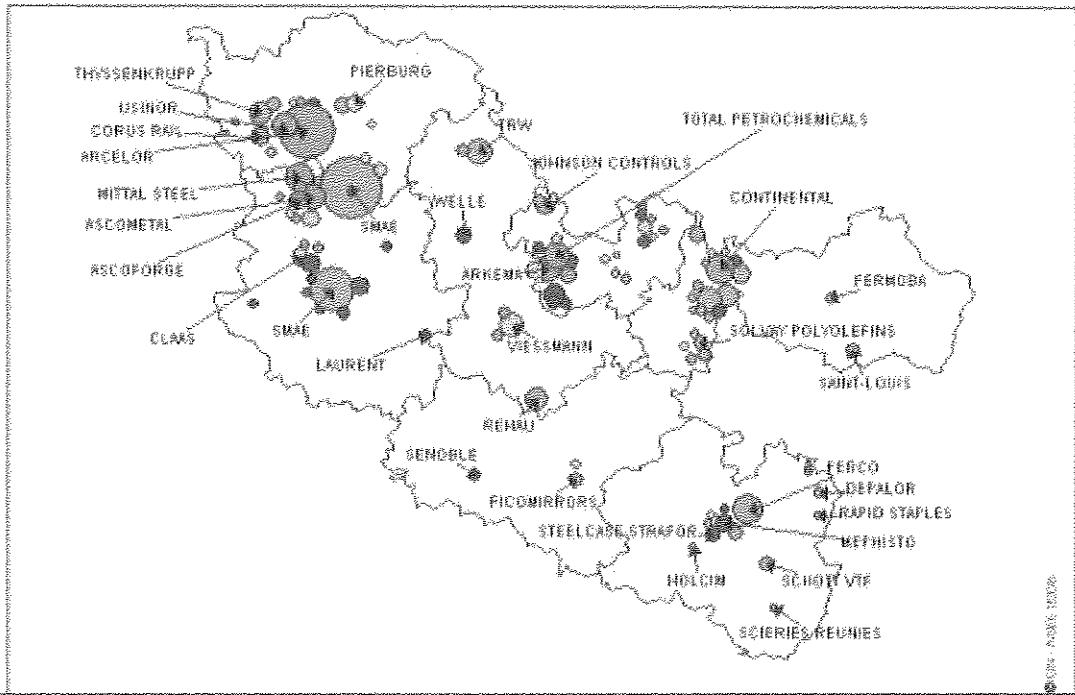 THYSSENKRUPP
PIERBURG
USINOR
CORUS RAIL
ARCELOR
TRW
TOTAL PETROCHEMICALS
JOHNSON CONTROLS
MITTAL STEEL
CONTINENTAL
ASCOMETAL
SMAE
VIELLE
ASCOFORGE
ARKEMA
FERMOBA
CLAAS
SMAE
SOLVAY POLYOLEFINS
VIESSMANN
LAURENT
SAINT-LOUIS
REHAU
SENOBLE
FERCO
DEPALOR
FICOMIRRORS
RAPID STAPLES
STEELCASE STRAFOR
MEPHISTO
HOLCIM
SCHOTT VTF
SCIERIES REUNIES